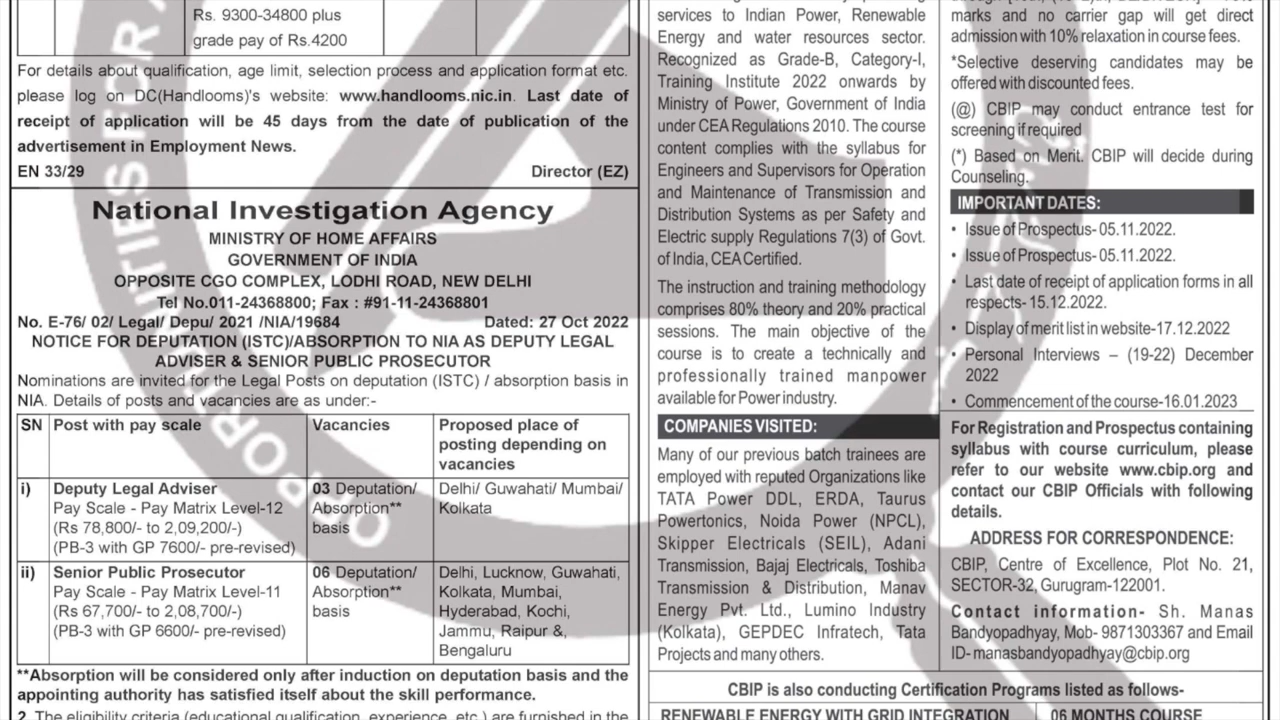 Rs. 9300-34800 plus
grade pay of Rs.4200
For details about qualification, age limit, selection process and application format etc.
please log on DC(Handlooms)'s website: www.handlooms.nic.in. Last date of
receipt of application will be 45 days from the date of publication of the
advertisement in Employment News.
EN 33/29 Director (EZ)
National Investigation Agency
MINISTRY OF HOME AFFAIRS
GOVERNMENT OF INDIA
OPPOSITE CGO COMPLEX, LODHI ROAD, NEW DELHI
Tel No.011-24368800; Fax : #91-11-24368801
No. E-76/ 02/ Legal/ Depu/ 2021 /NIA/19684 Dated: 27 Oct 2022
NOTICE FOR DEPUTATION (ISTC)/ABSORPTION TO NIA AS DEPUTY LEGAL
ADVISER & SENIOR PUBLIC PROSECUTOR
Nominations are invited for the Legal Posts on deputation (ISTC) / absorption basis in
NIA. Details of posts and vacancies are as under:-
SN Post with pay scale Vacancies Proposed place of
posting depending on
vacancies
i) Deputy Legal Adviser 03 Deputation/ Delhi/ Guwahati/ Mumbai/
Pay Scale - Pay Matrix Level-12 Absorption** Kolkata
(Rs 78,800/- to 2,09,200/-) basis
(PB-3 with GP 7600/- pre-revised)
ii) Senior Public Prosecutor 06 Deputation/ Delhi, Lucknow, Guwahati,
Pay Scale - Pay Matrix Level-11 Absorption** Kolkata, Mumbai,
(Rs 67,700/- to 2,08,700/-) basis Hyderabad, Kochi,
(PB-3 with GP 6600/- pre-revised) Jammu, Raipur &,
Bengaluru
**Absorption will be considered only after induction on deputation basis and the
appointing authority has satisfied itself about the skill performance.
2. The eligibility criteria (educational qualification, experience, etc.) are furnished in the
services to Indian Power, Renewable
Energy and water resources sector.
Recognized as Grade-B, Category-I,
Training Institute 2022 onwards by
Ministry of Power, Government of India
under CEA Regulations 2010. The course
content complies with the syllabus for
Engineers and Supervisors for Operation
and Maintenance of Transmission and
Distribution Systems as per Safety and
Electric supply Regulations 7(3) of Govt.
of India, CEA Certified.
The instruction and training methodology
comprises 80% theory and 20% practical
sessions. The main objective of the
course is to create a technically and
professionally trained manpower
available for Power industry.
COMPANIES VISITED:
Many of our previous batch trainees are
employed with reputed Organizations like
TATA Power DDL, ERDA, Taurus
Powertonics, Noida Power (NPCL),
Skipper Electricals (SEIL), Adani
Transmission, Bajaj Electricals, Toshiba
Transmission & Distribution, Manav
Energy Pvt. Ltd., Lumino Industry
(Kolkata), GEPDEC Infratech, Tata
Projects and many others.
marks and no carrier gap will get direct
admission with 10% relaxation in course fees.
*Selective deserving candidates may be
offered with discounted fees.
(@) CBIP may conduct entrance test for
screening if required
(*) Based on Merit. CBIP will decide during
Counseling.
IMPORTANT DATES:
• Issue of Prospectus- 05.11.2022.
• Issue of Prospectus- 05.11.2022.
• Last date of receipt of application forms in all
respects- 15.12.2022.
• Display of merit list in website-17.12.2022
• Personal Interviews – (19-22) December
2022
• Commencement of the course-16.01.2023
For Registration and Prospectus containing
syllabus with course curriculum, please
refer to our website www.cbip.org and
contact our CBIP Officials with following
details.
ADDRESS FOR CORRESPONDENCE:
CBIP, Centre of Excellence, Plot No. 21,
SECTOR-32, Gurugram-122001.
Contact information- Sh. Manas
Bandyopadhyay, Mob- 9871303367 and Email
ID- manasbandyopadhyay@cbip.org
CBIP is also conducting Certification Programs listed as follows-
RENEWABLE ENERGY WITH GRID INTEGRATION 06 MONTHS COURSE